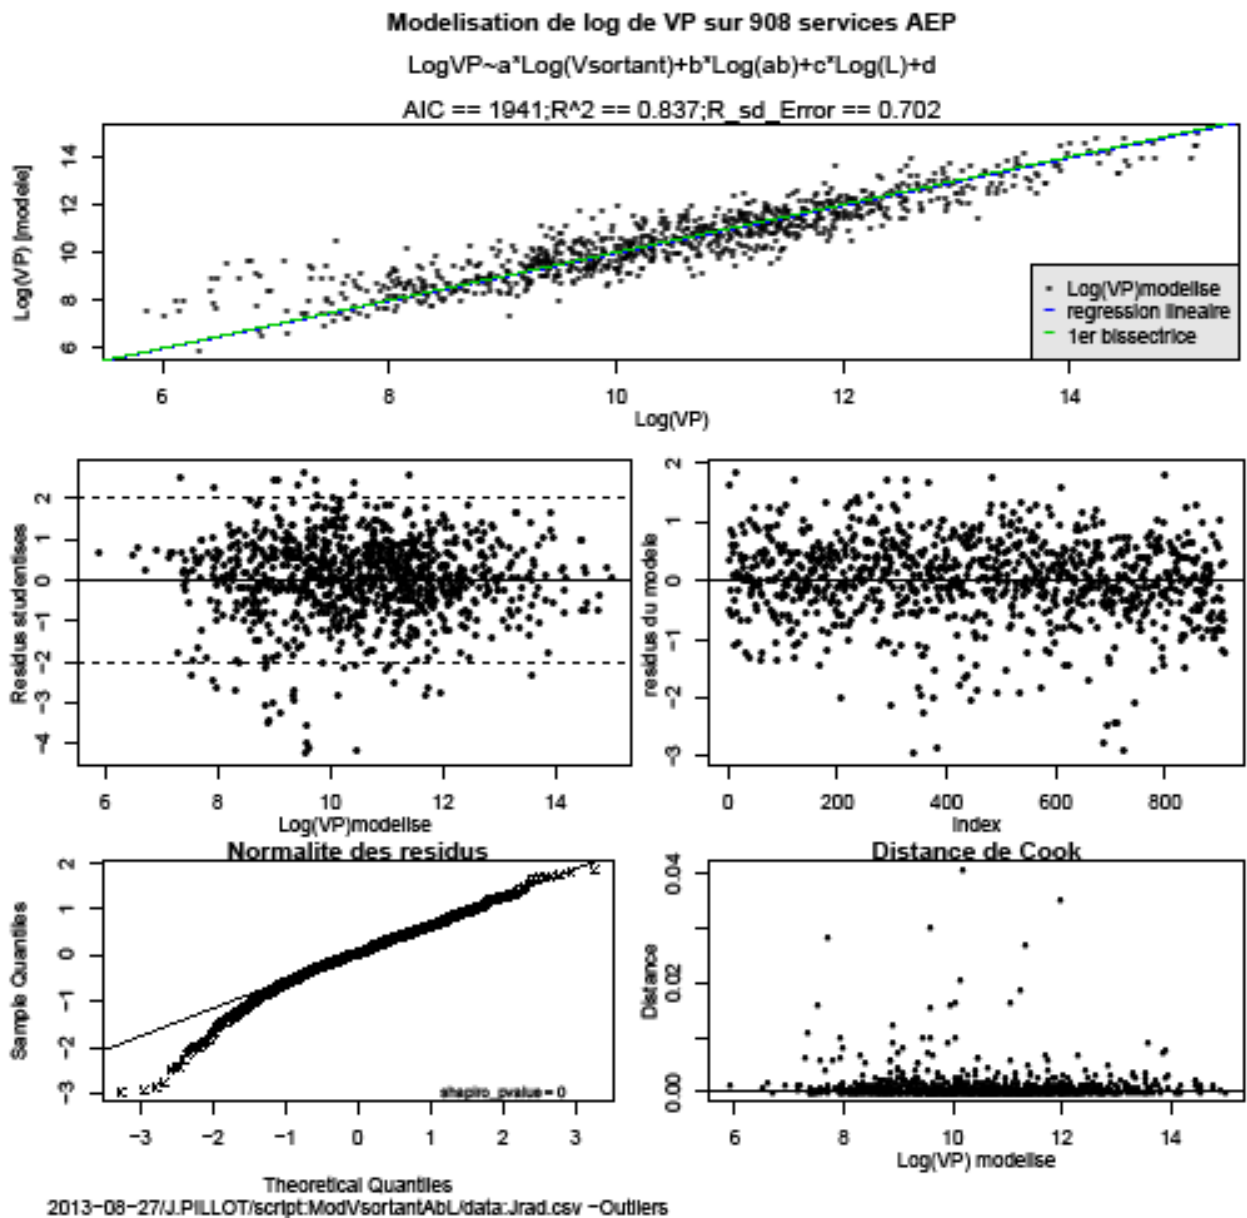 Modelisation de log de VP sur 908 services AEP
LogVP~a*Log(Vsortant)+b*Log(ab)+c*Log(L)+d
AIC == 1941;R^2 == 0.837;R_sd_Error == 0.702
Log(VP) [modele]
14
12
10
8
6
Log(VP)modelise
regression lineaire
1er bissectrice
6 8 10 12 14
Log(VP)
Residus studentises
2
1
0
−1
−2
−3
−4
6 8 10 12 14
Log(VP)modelise
residus du modele
2
1
0
−1
−2
−3
0 200 400 600 800
Index
Normalite des residus
Sample Quantiles
2
1
0
−1
−2
−3
shapiro_pvalue = 0
−3 −2 −1 0 1 2 3
Theoretical Quantiles
Distance de Cook
Distance
0.04
0.02
0.00
6 8 10 12 14
Log(VP) modelise
2013−08−27/J.PILLOT/script:ModVsortantAbL/data:Jrad.csv −Outliers